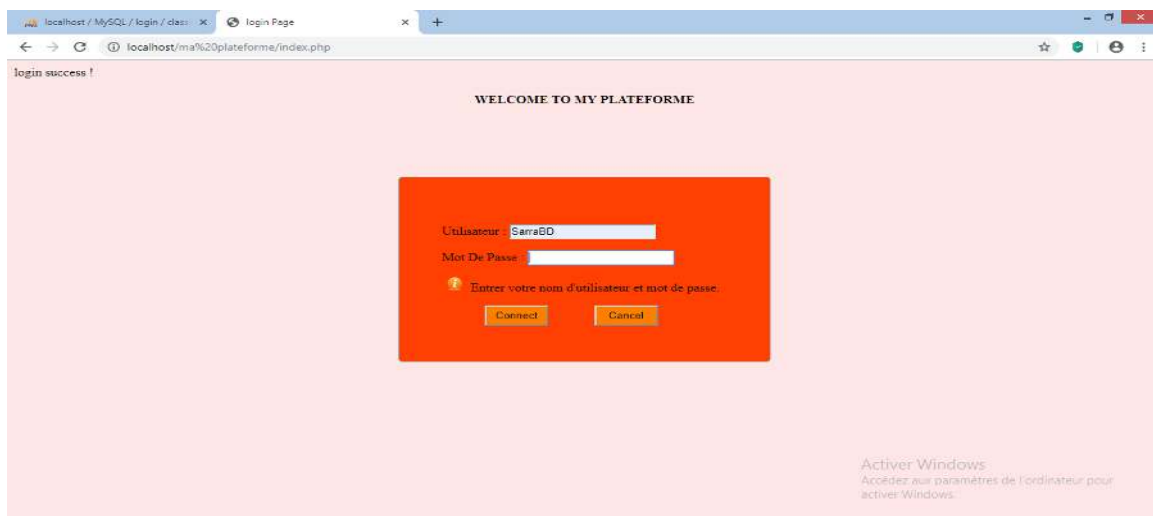 localhost / MySQL / login / class
login Page
localhost/ma%20plateforme/index.php
login success !
WELCOME TO MY PLATEFORME
Utilisateur : SarraBD
Mot De Passe :
Entrer votre nom d'utilisateur et mot de passe.
Connect Cancel
Activer Windows
Accédez aux paramètres de l'ordinateur pour
activer Windows.